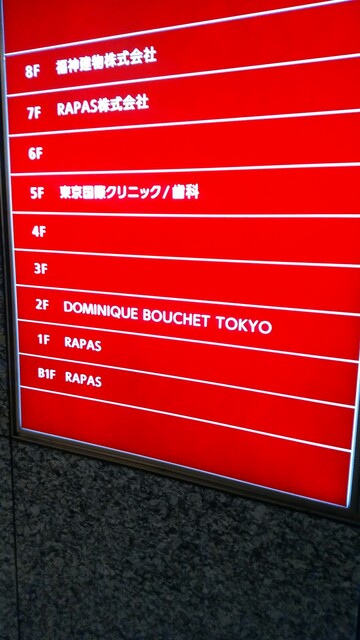 8F 福神建物株式会社
7F RAPAS株式会社
6F
5F 東京国際クリニック/歯科
4F
3F
2F DOMINIQUE BOUCHET TOKYO
1F RAPAS
B1F RAPAS